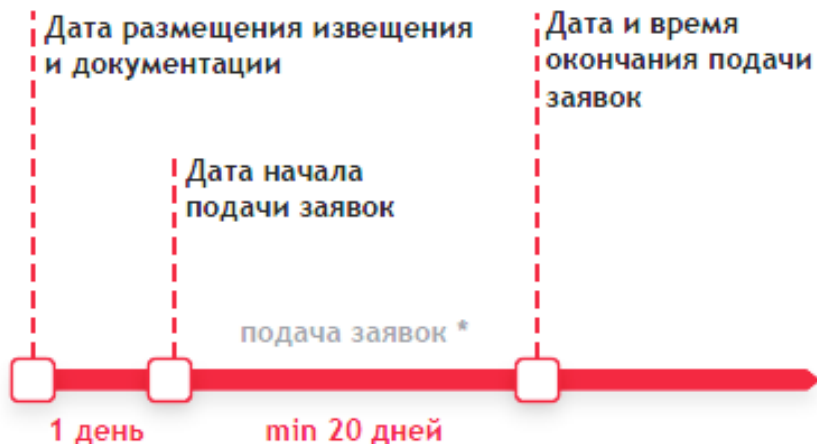 Дата размещения извещения
и документации
Дата и время
окончания подачи
заявок
Дата начала
подачи заявок
подача заявок *
1 день
min 20 дней